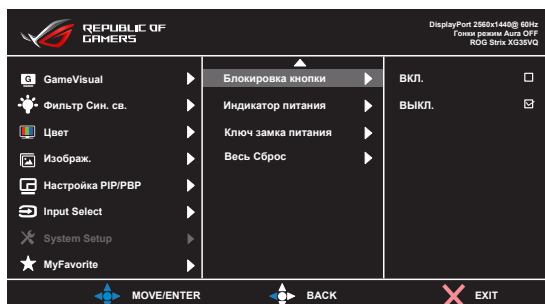 REPUBLIC OF
GAMERS
DisplayPort 2560x1440@ 60Hz
Гонки режим Aura OFF
ROG Strix XG35VQ
G GameVisual
Фильтр Син. св.
Цвет
Изображ.
Настройка PIP/PBP
Input Select
System Setup
MyFavorite
Блокировка кнопки
Индикатор питания
Ключ замка питания
Весь Сброс
ВКЛ.
ВЫКЛ.
MOVE/ENTER
BACK
EXIT